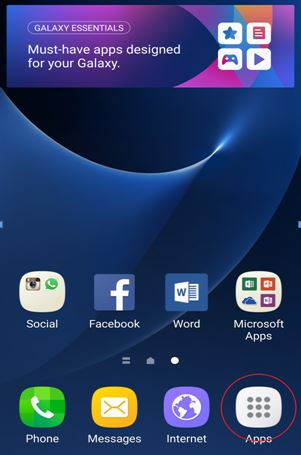 GALAXY ESSENTIALS
Must-have apps designed
for your Galaxy.
Social
Facebook
Word
Microsoft
Apps
Phone
Messages
Internet
Apps